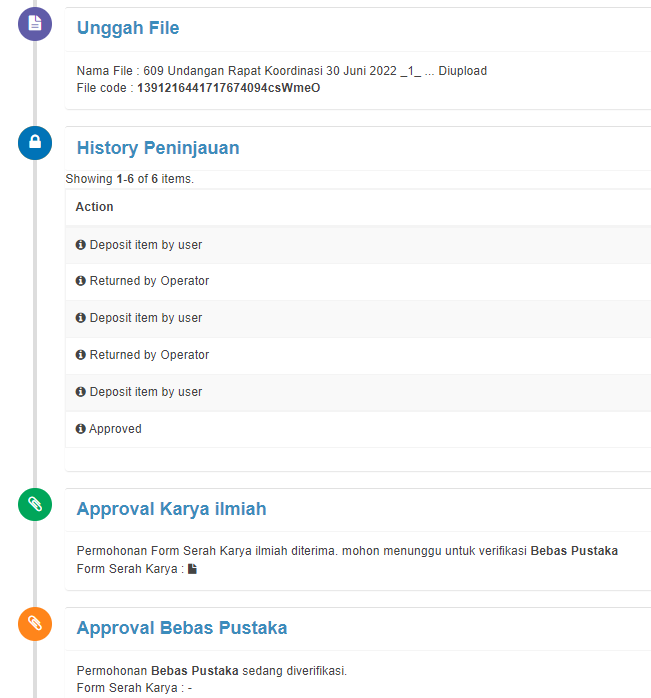 Unggah File
Nama File : 609 Undangan Rapat Koordinasi 30 Juni 2022 _1_ ... Diupload
File code : 1391216441717674094csWmeO
History Peninjauan
Showing 1-6 of 6 items.
Action
Deposit item by user
Returned by Operator
Deposit item by user
Returned by Operator
Deposit item by user
Approved
Approval Karya ilmiah
Permohonan Form Serah Karya ilmiah diterima. mohon menunggu untuk verifikasi Bebas Pustaka
Form Serah Karya :
Approval Bebas Pustaka
Permohonan Bebas Pustaka sedang diverifikasi.
Form Serah Karya : -